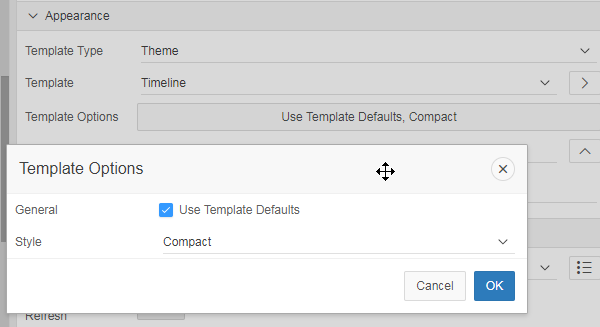 Appearance
Template Type Theme
Template Timeline
Template Options Use Template Defaults, Compact
Template Options
General Use Template Defaults
Style Compact
Cancel OK
Refresh